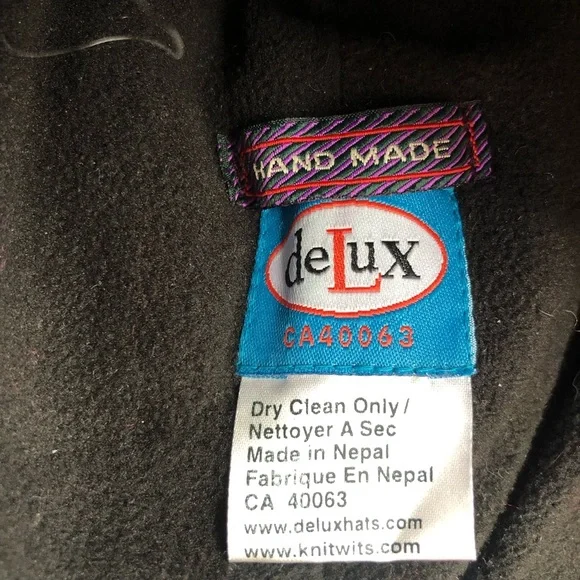 HAND MADE
deLux
CA40063
Dry Clean Only/
Nettoyer A Sec
Made in Nepal
Fabrique En Nepal
CA 40063
www.deluxhats.com
www.knitwits.com